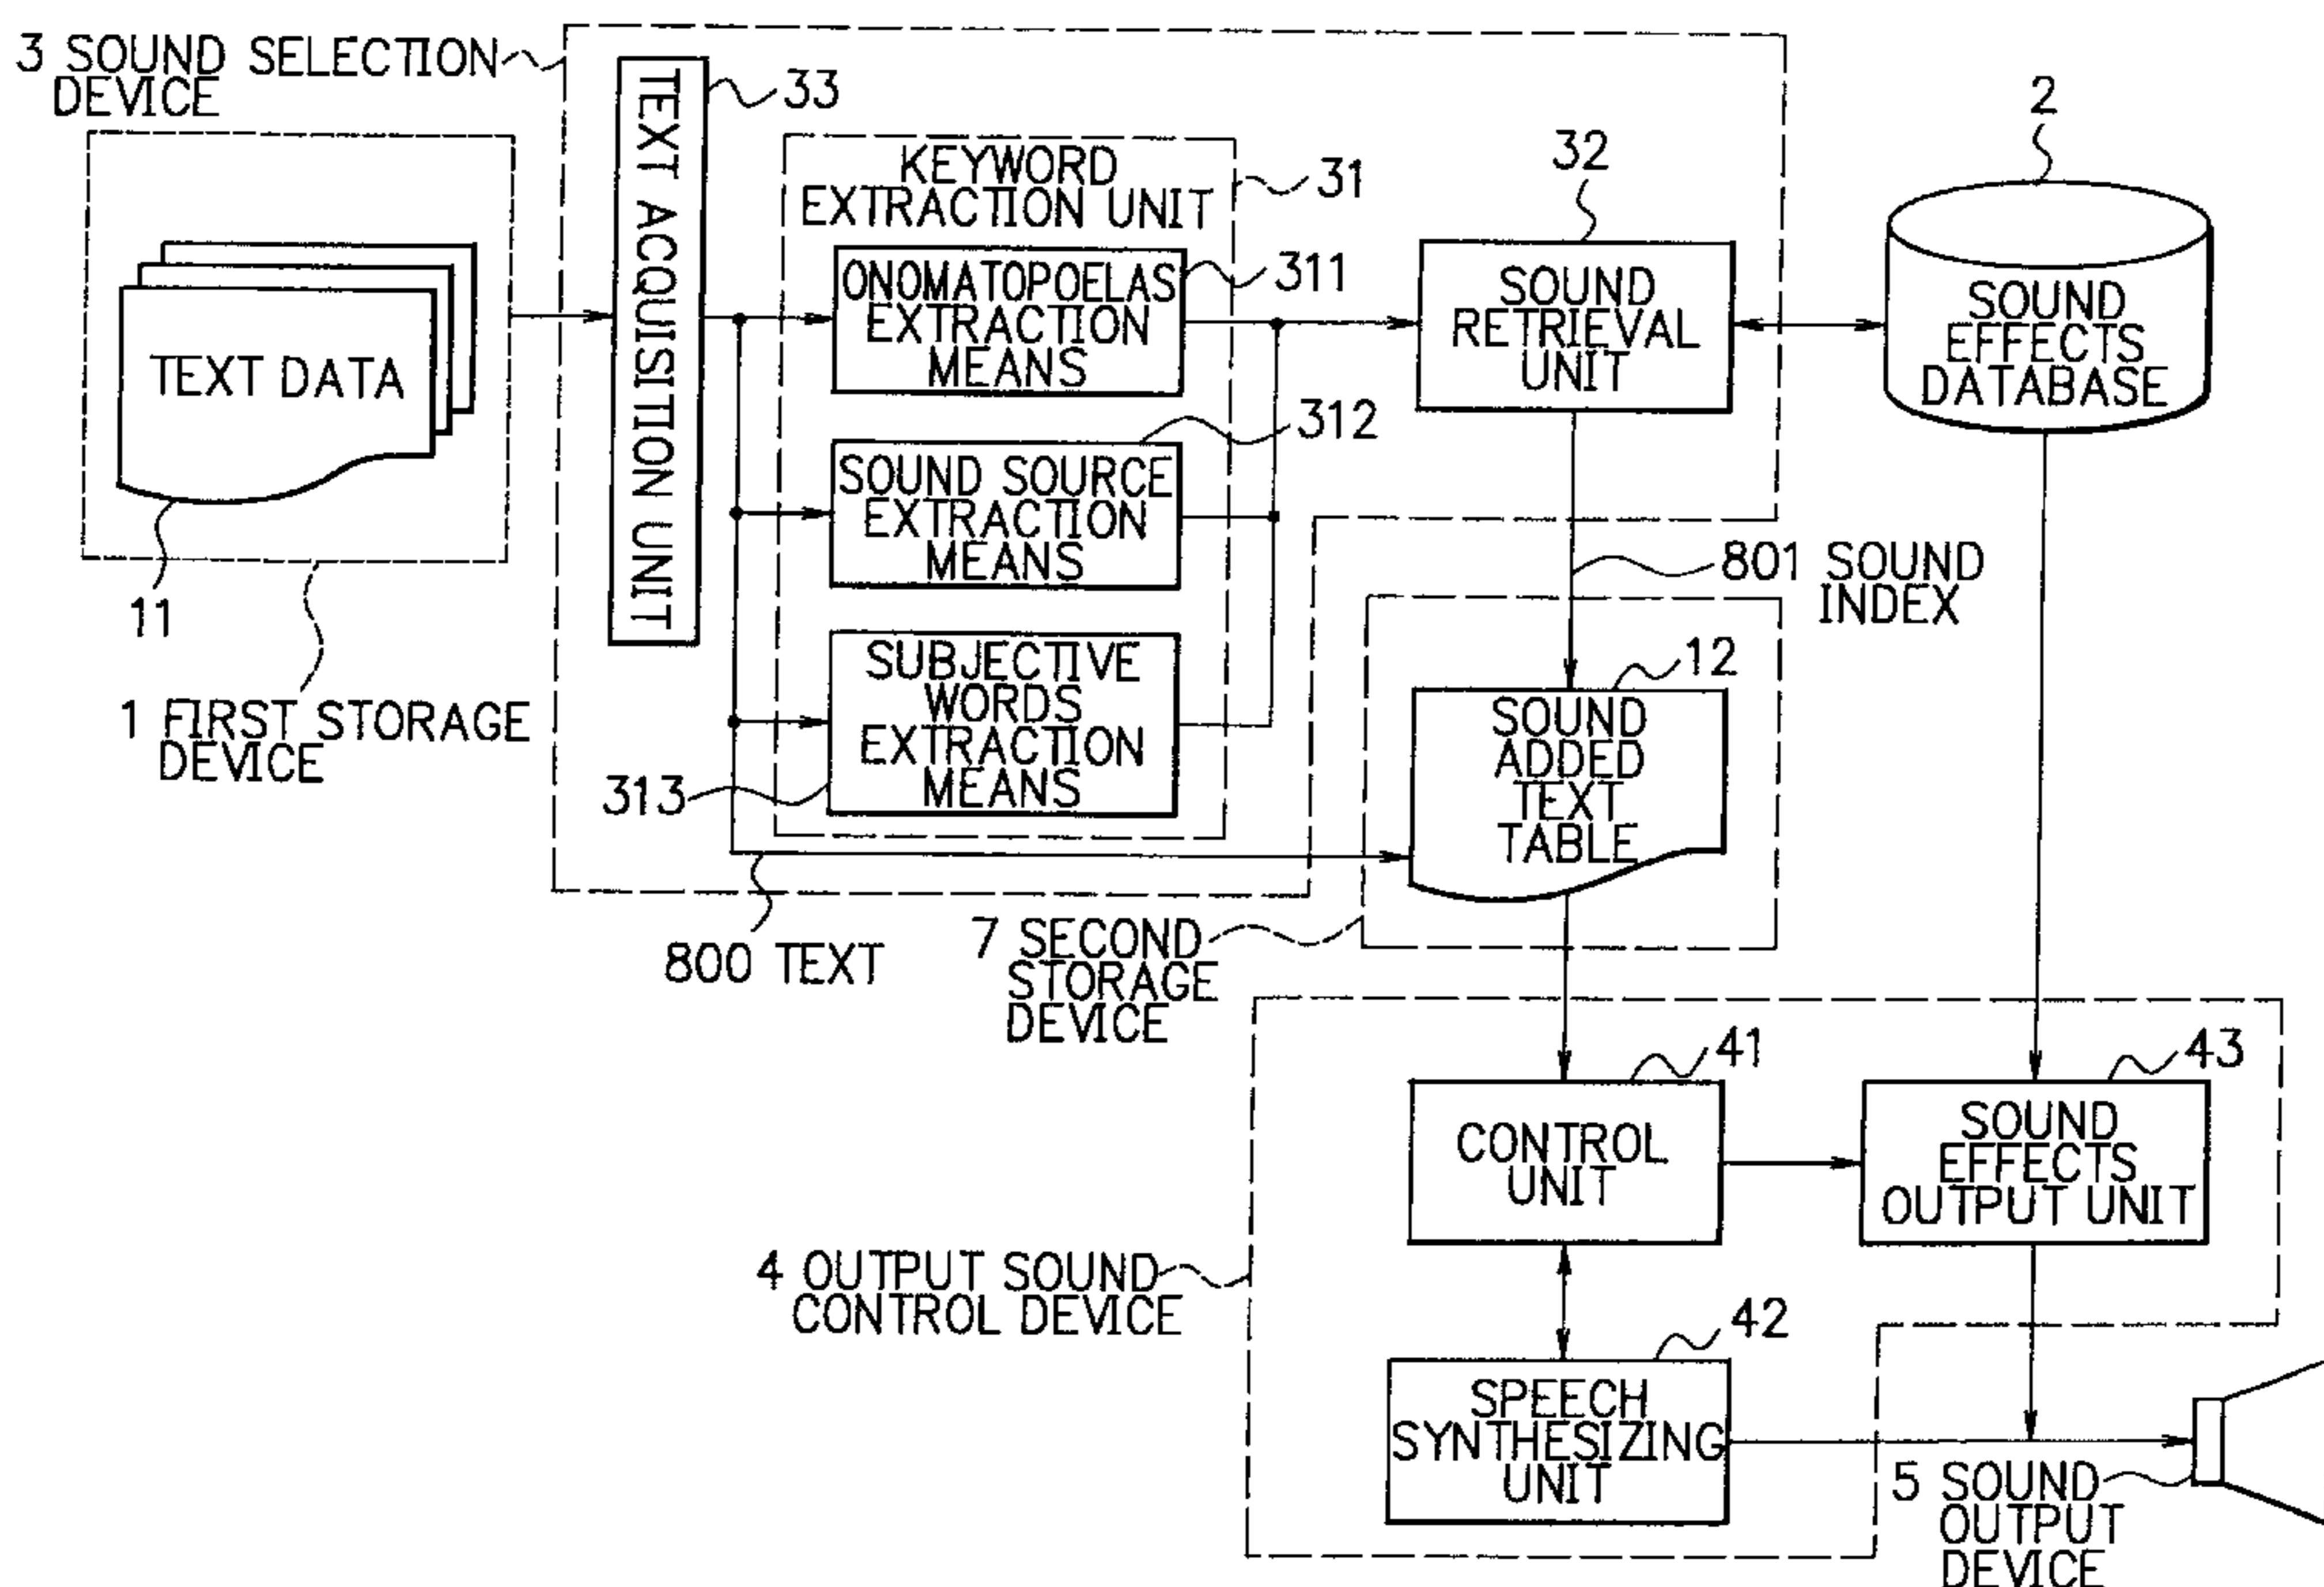 3 SOUND SELECTION
DEVICE
33
TEXT ACQUISITION UNIT
KEYWORD
EXTRACTION UNIT
31
32
2
TEXT DATA
11
1 FIRST STORAGE
DEVICE
ONOMATOPOELAS
EXTRACTION
MEANS
311
SOUND
RETRIEVAL
UNIT
SOUND
EFFECTS
DATABASE
312
SOUND SOURCE
EXTRACTION
MEANS
SUBJECTIVE
WORDS
EXTRACTION
MEANS
313
801 SOUND
INDEX
12
SOUND
ADDED
TEXT
TABLE
800 TEXT
7 SECOND
STORAGE
DEVICE
41
43
CONTROL
UNIT
SOUND
EFFECTS
OUTPUT UNIT
4 OUTPUT SOUND
CONTROL DEVICE
42
SPEECH
SYNTHESIZING
UNIT
5 SOUND
OUTPUT
DEVICE